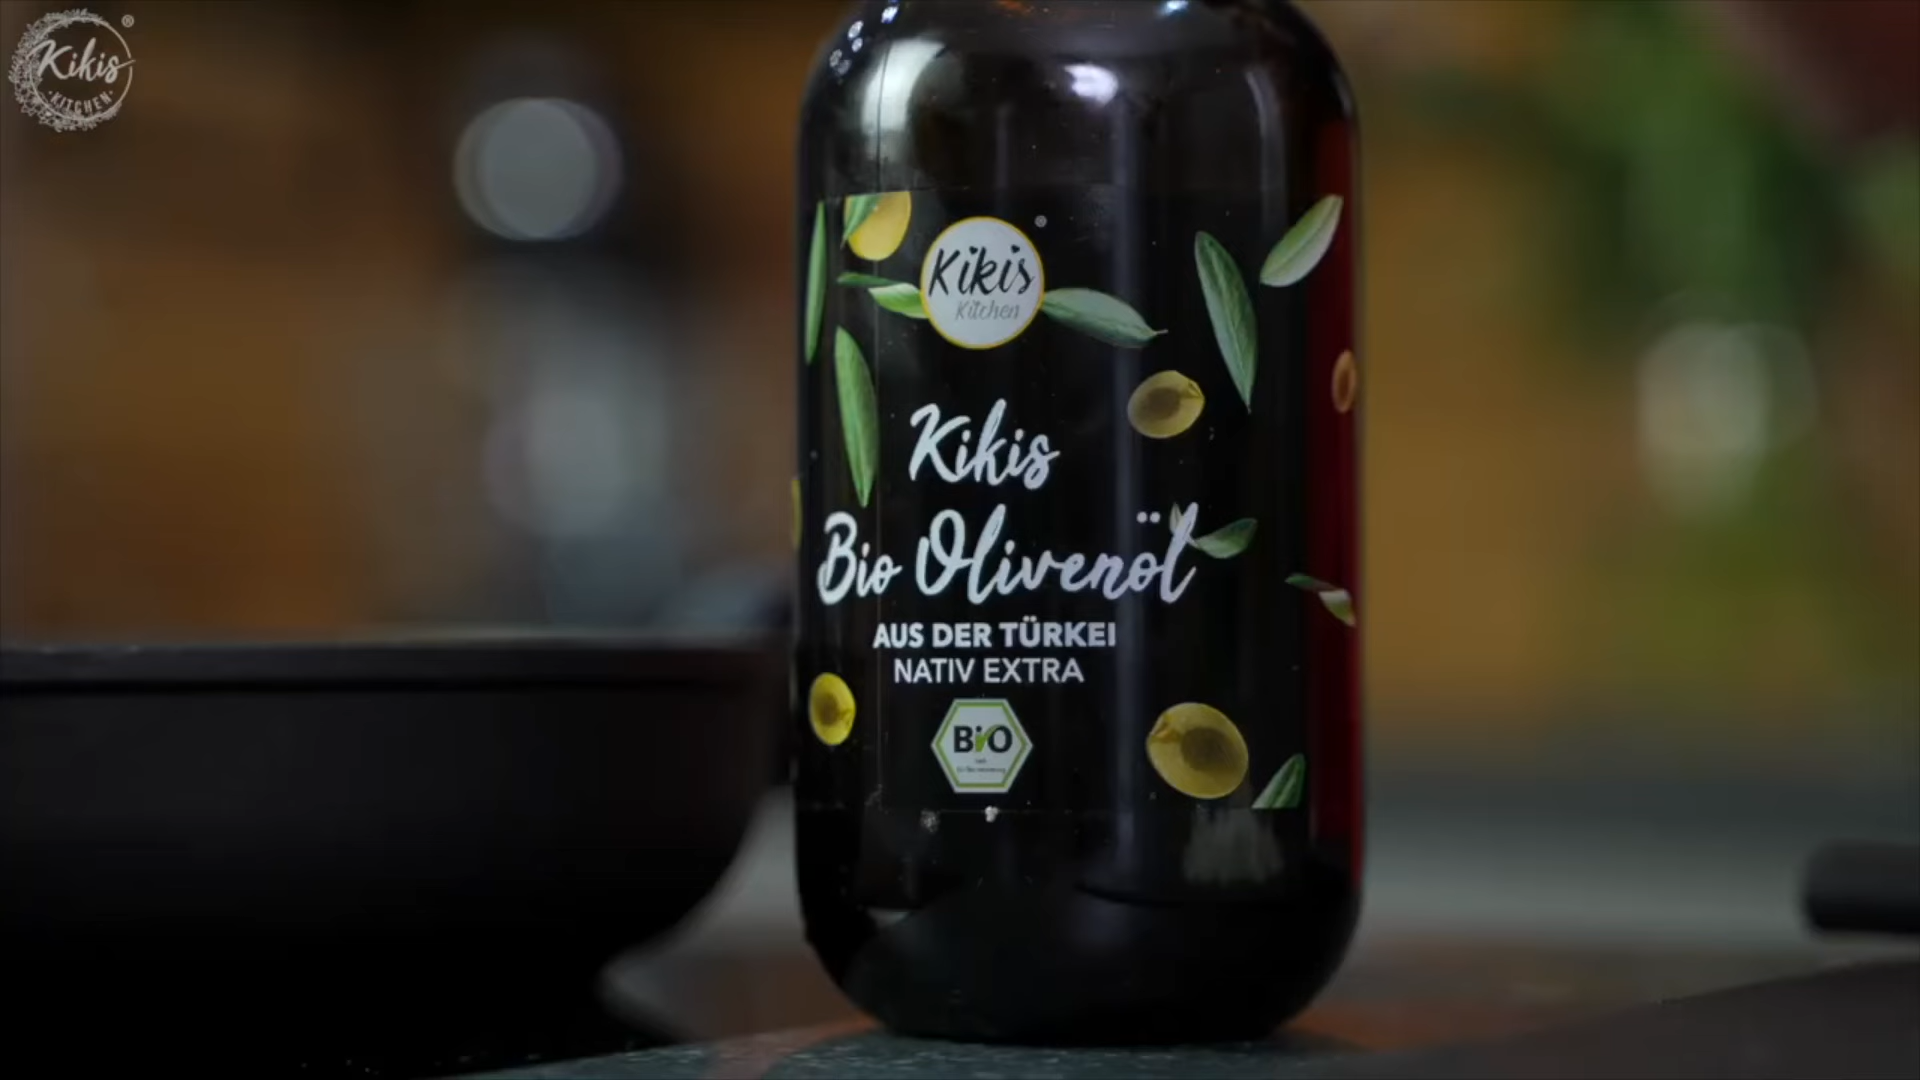 Kikis
KITCHEN
®
Kikis
Kitchen
®
Kikis
Bio Olivenöl
AUS DER TÜRKEI
NATIV EXTRA
BiO